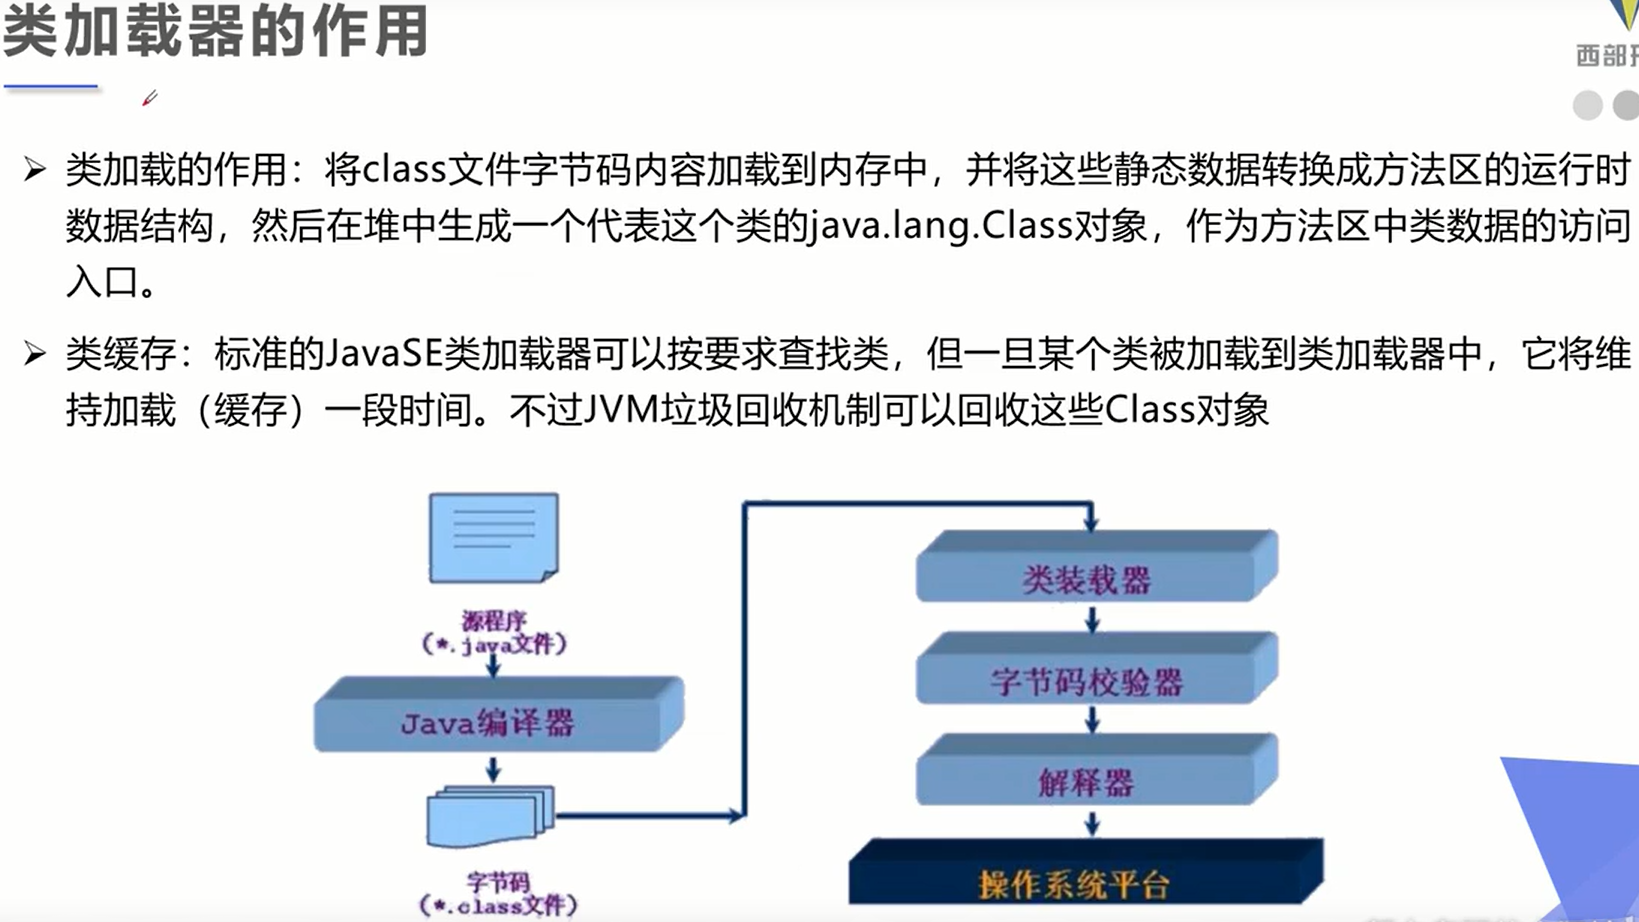 类加载器的作用
西部开
类加载的作用：将class文件字节码内容加载到内存中，并将这些静态数据转换成方法区的运行时
数据结构，然后在堆中生成一个代表这个类的java.lang.Class对象，作为方法区中类数据的访问
入口。
类缓存：标准的JavaSE类加载器可以按要求查找类，但一旦某个类被加载到类加载器中，它将维
持加载（缓存）一段时间。不过JVM垃圾回收机制可以回收这些Class对象
源程序
(*.java文件)
Java编译器
字节码
(*.class文件)
类装载器
字节码校验器
解释器
操作系统平台